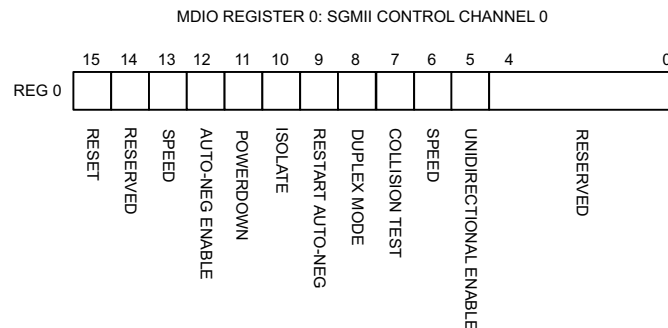 MDIO REGISTER 0: SGMII CONTROL CHANNEL 0
15 14 13 12 11 10 9 8 7 6 5 4 0
REG 0
RESET
RESERVED
SPEED
AUTO-NEG ENABLE
POWERDOWN
ISOLATE
RESTART AUTO-NEG
DUPLEX MODE
COLLISION TEST
SPEED
UNIDIRECTIONAL ENABLE
RESERVED